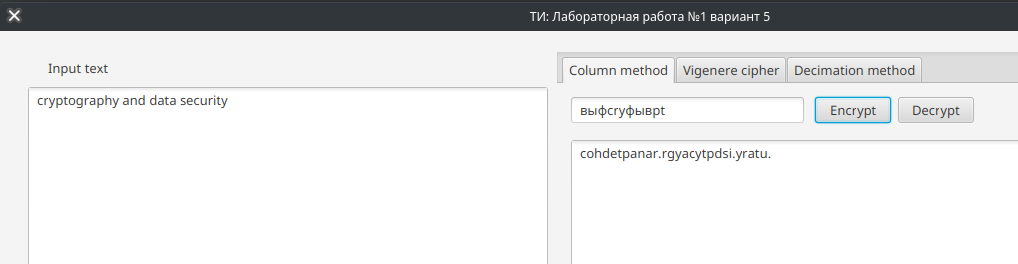 ТИ: Лабораторная работа №1 вариант 5
Input text
Column method
Vigenere cipher
Decimation method
cryptography and data security
выфcryфывpt
Encrypt
Decrypt
cohdetpanar.rgyacytpdsi.yratu.